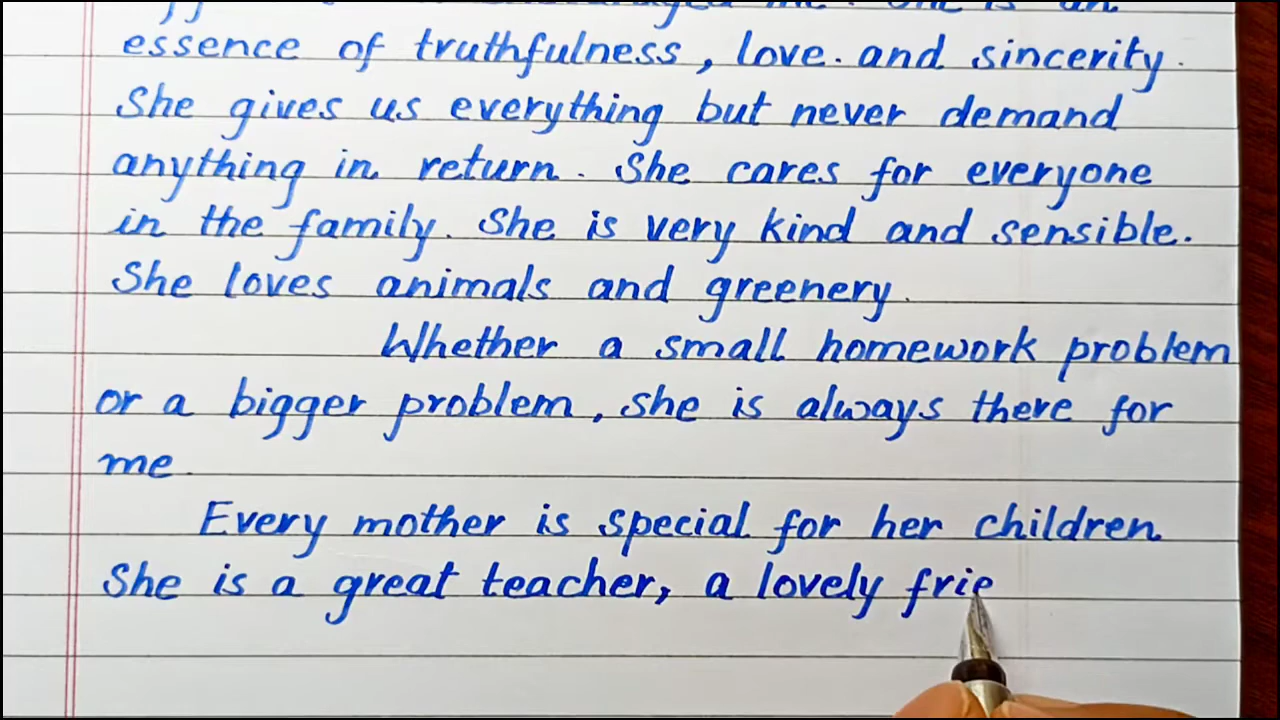 essence of truthfulness, love. and sincerity.
She gives us everything but never demand
anything in return. She cares for everyone
in the family. She is very kind and sensible.
She loves animals and greenery.
Whether a small homework problem
or a bigger problem, she is always there for
me.
Every mother is special for her children.
She is a great teacher, a lovely frie